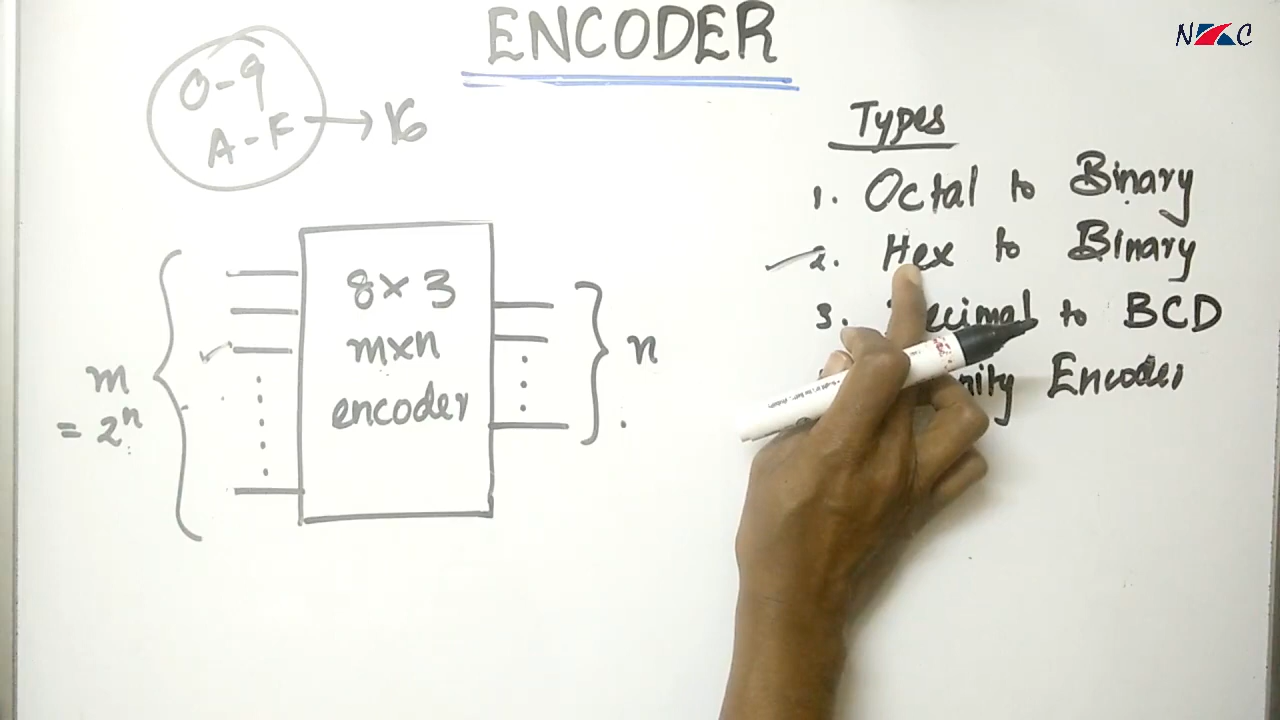 ENCODER
N C
0-9
A-F → 16
Types
1. Octal to Binary
2. Hex to Binary
3. Decimal to BCD
Encoder
8×3
m×n
encoder
m
= 2ⁿ
n